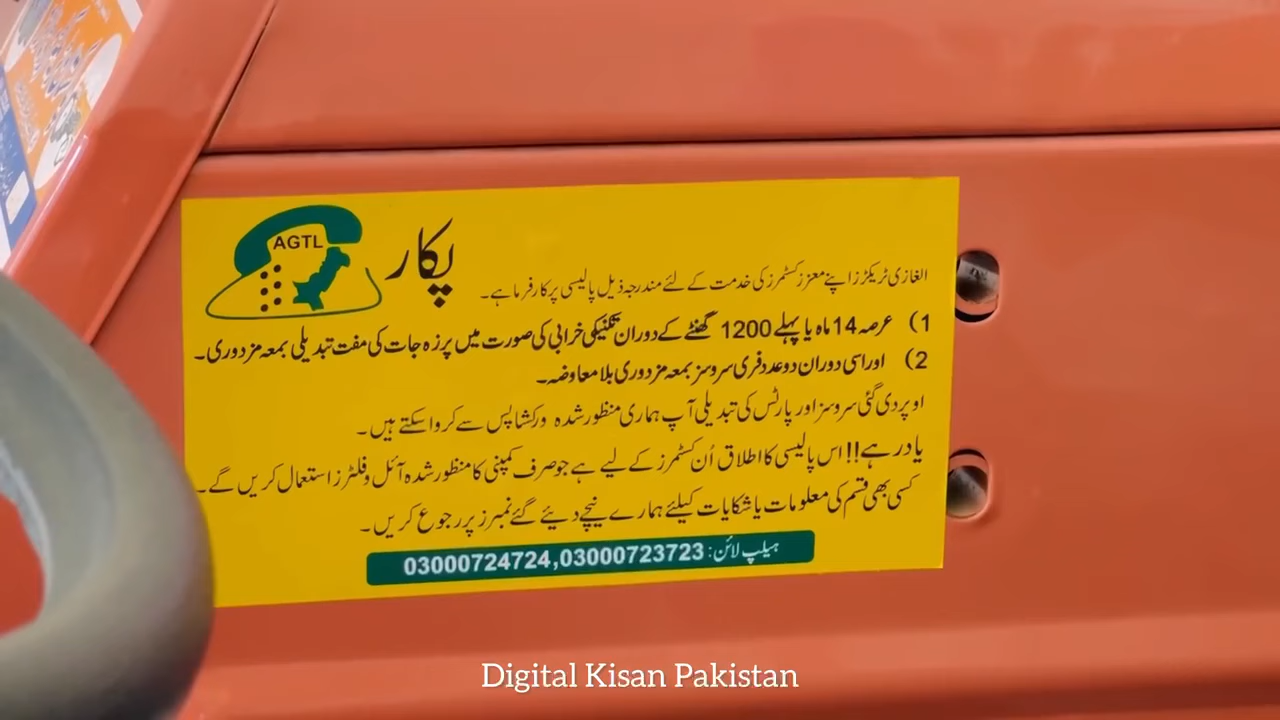 AGTL
پکار
الغازی ٹریکٹرز اپنے معزز کسٹمرز کی خدمت کے لئے مندرجہ ذیل پالیسی پر کارفرما ہے۔
1) عرصہ 14 ماہ یا پہلے 1200 گھنٹے کے دوران تکنیکی خرابی کی صورت میں پرزہ جات کی مفت تبدیلی بمعہ مزدوری۔
2) اور اسی دوران دو عدد فری سروسز بمعہ مزدوری بلا معاوضہ۔
اوپر دی گئی سروسز اور پارٹس کی تبدیلی آپ ہماری منظور شدہ ورکشاپس سے کروا سکتے ہیں۔
یاد رہے!! اس پالیسی کا اطلاق اُن کسٹمرز کے لیے ہے جو صرف کمپنی کا منظور شدہ آئل و فلٹرز استعمال کریں گے۔
کسی بھی قسم کی معلومات یا شکایات کیلئے ہمارے نیچے دیئے گئے نمبرز پر رجوع کریں۔
ہیلپ لائن: 03000724724,03000723723
Digital Kisan Pakistan